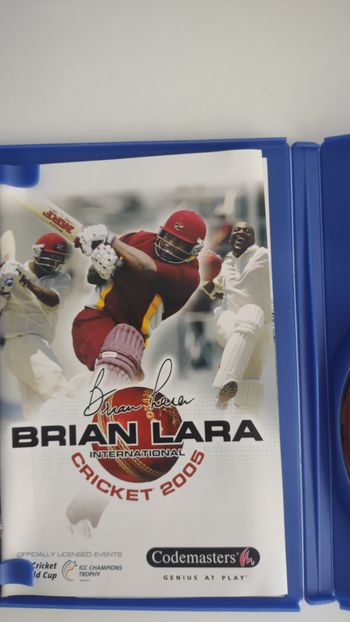 MRF
Brian Lara
BRIAN LARA
INTERNATIONAL
CRICKET 2005
OFFICIALLY LICENSED EVENTS
Cricket
ld Cup
ICC CHAMPIONS
TROPHY
Codemasters
GENIUS AT PLAY